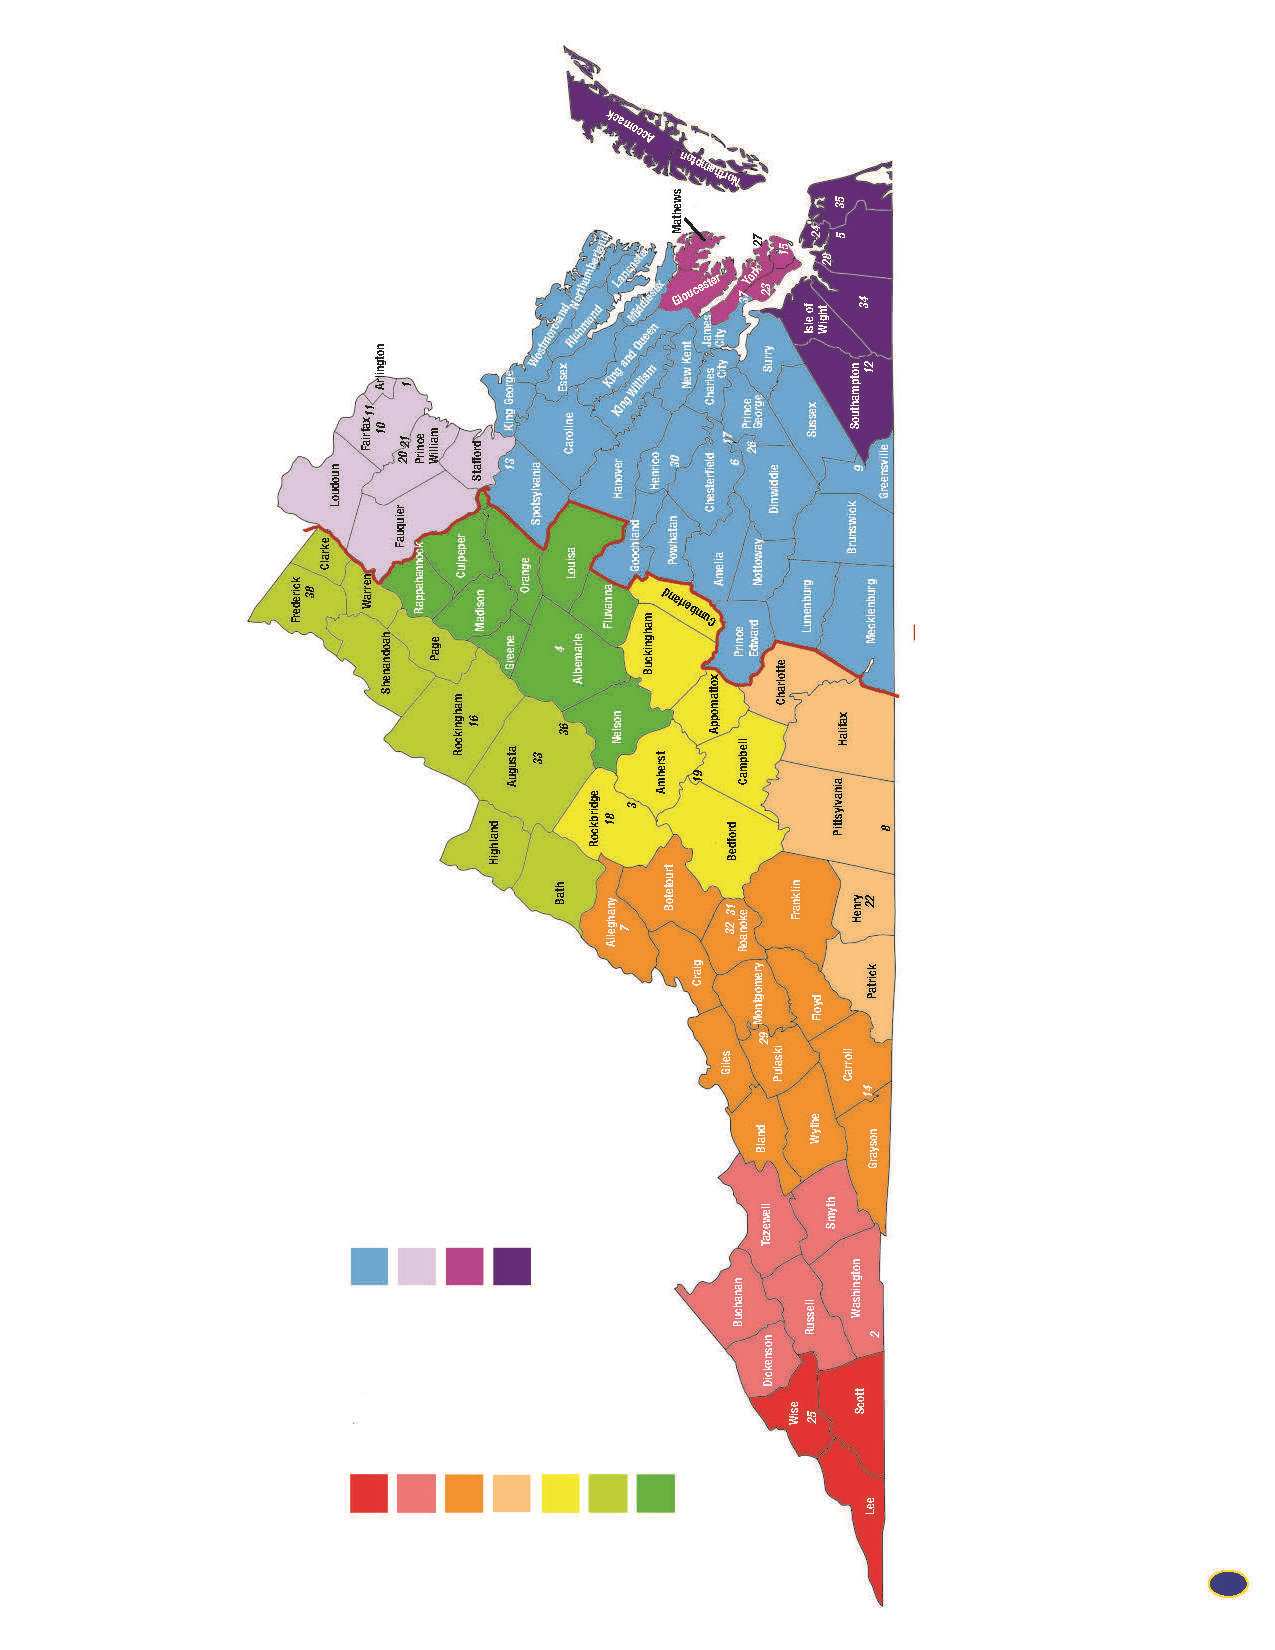 Accomack
Northampton
Mathews
35
24
5
28
27
15
York
23
37
Gloucester
34
Isle of
Wight
Southampton
12
Northumberland
Lancaster
Middlesex
Westmoreland
Richmond
King and Queen
King William
Essex
King George
Caroline
New Kent
James
City
Charles
City
Surry
Prince
George
Sussex
17
26
6
Chesterfield
Henrico
30
Hanover
13
Spotsylvania
Dinwiddie
9
Greensville
Brunswick
Goochland
Powhatan
Amelia
Nottoway
Lunenburg
Mecklenburg
Prince
Edward
Arlington
1
Fairfax 11
10
20 21
Prince
William
Stafford
Loudoun
Fauquier
Clarke
Frederick
38
Warren
Shenandoah
Page
Rockingham
16
Augusta
33
36
Highland
Bath
Rappahannock
Culpeper
Madison
Orange
Greene
Louisa
Fluvanna
4
Albemarle
Nelson
Cumberland
Buckingham
Appomattox
Amherst
19
Campbell
Rockbridge
18
3
Bedford
Charlotte
Halifax
Pittsylvania
8
Henry
22
Patrick
Alleghany
7
Botetourt
Craig
32 31
Roanoke
Franklin
Montgomery
Floyd
Giles
29
Pulaski
Carroll
14
Bland
Wythe
Grayson
Tazewell
Smyth
Buchanan
Russell
Washington
2
Dickenson
Wise
25
Scott
Lee